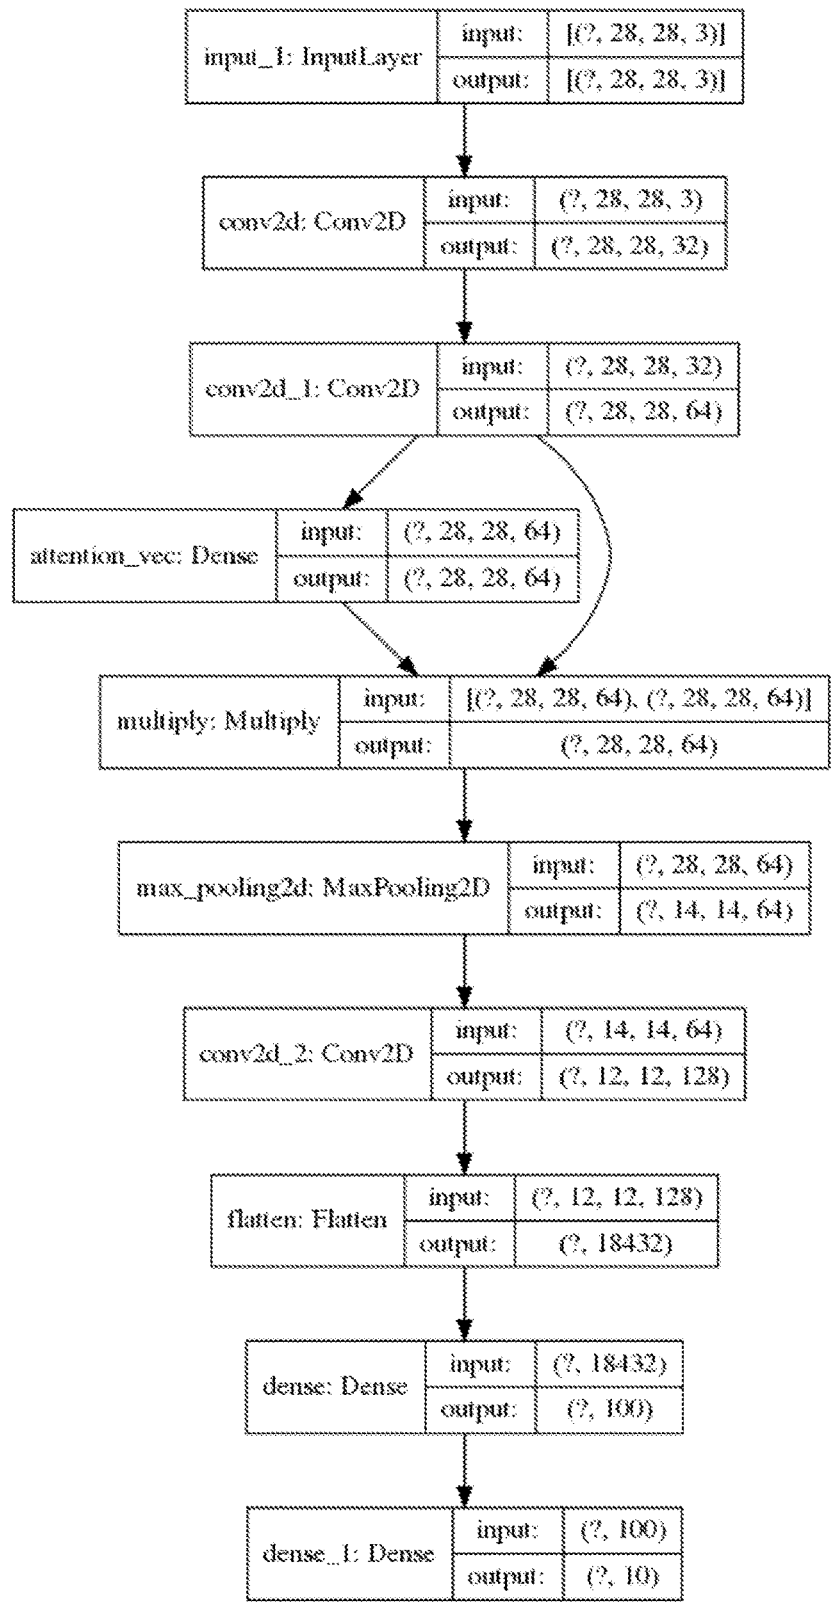 input_1: InputLayer
input: [(?, 28, 28, 3)]
output: [(?, 28, 28, 3)]
conv2d: Conv2D
input: (?, 28, 28, 3)
output: (?, 28, 28, 32)
conv2d_1: Conv2D
input: (?, 28, 28, 32)
output: (?, 28, 28, 64)
attention_vec: Dense
input: (?, 28, 28, 64)
output: (?, 28, 28, 64)
multiply: Multiply
input: [(?, 28, 28, 64), (?, 28, 28, 64)]
output: (?, 28, 28, 64)
max_pooling2d: MaxPooling2D
input: (?, 28, 28, 64)
output: (?, 14, 14, 64)
conv2d_2: Conv2D
input: (?, 14, 14, 64)
output: (?, 12, 12, 128)
flatten: Flatten
input: (?, 12, 12, 128)
output: (?, 18432)
dense: Dense
input: (?, 18432)
output: (?, 100)
dense_1: Dense
input: (?, 100)
output: (?, 10)